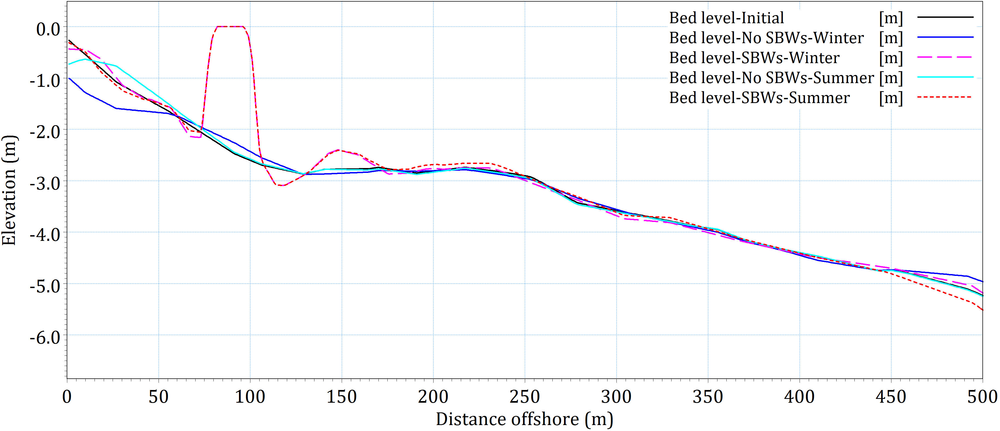 Bed level-Initial [m]
Bed level-No SBWs-Winter [m]
Bed level-SBWs-Winter [m]
Bed level-No SBWs-Summer [m]
Bed level-SBWs-Summer [m]
Elevation (m)
0.0
-1.0
-2.0
-3.0
-4.0
-5.0
-6.0
0 50 100 150 200 250 300 350 400 450 500
Distance offshore (m)